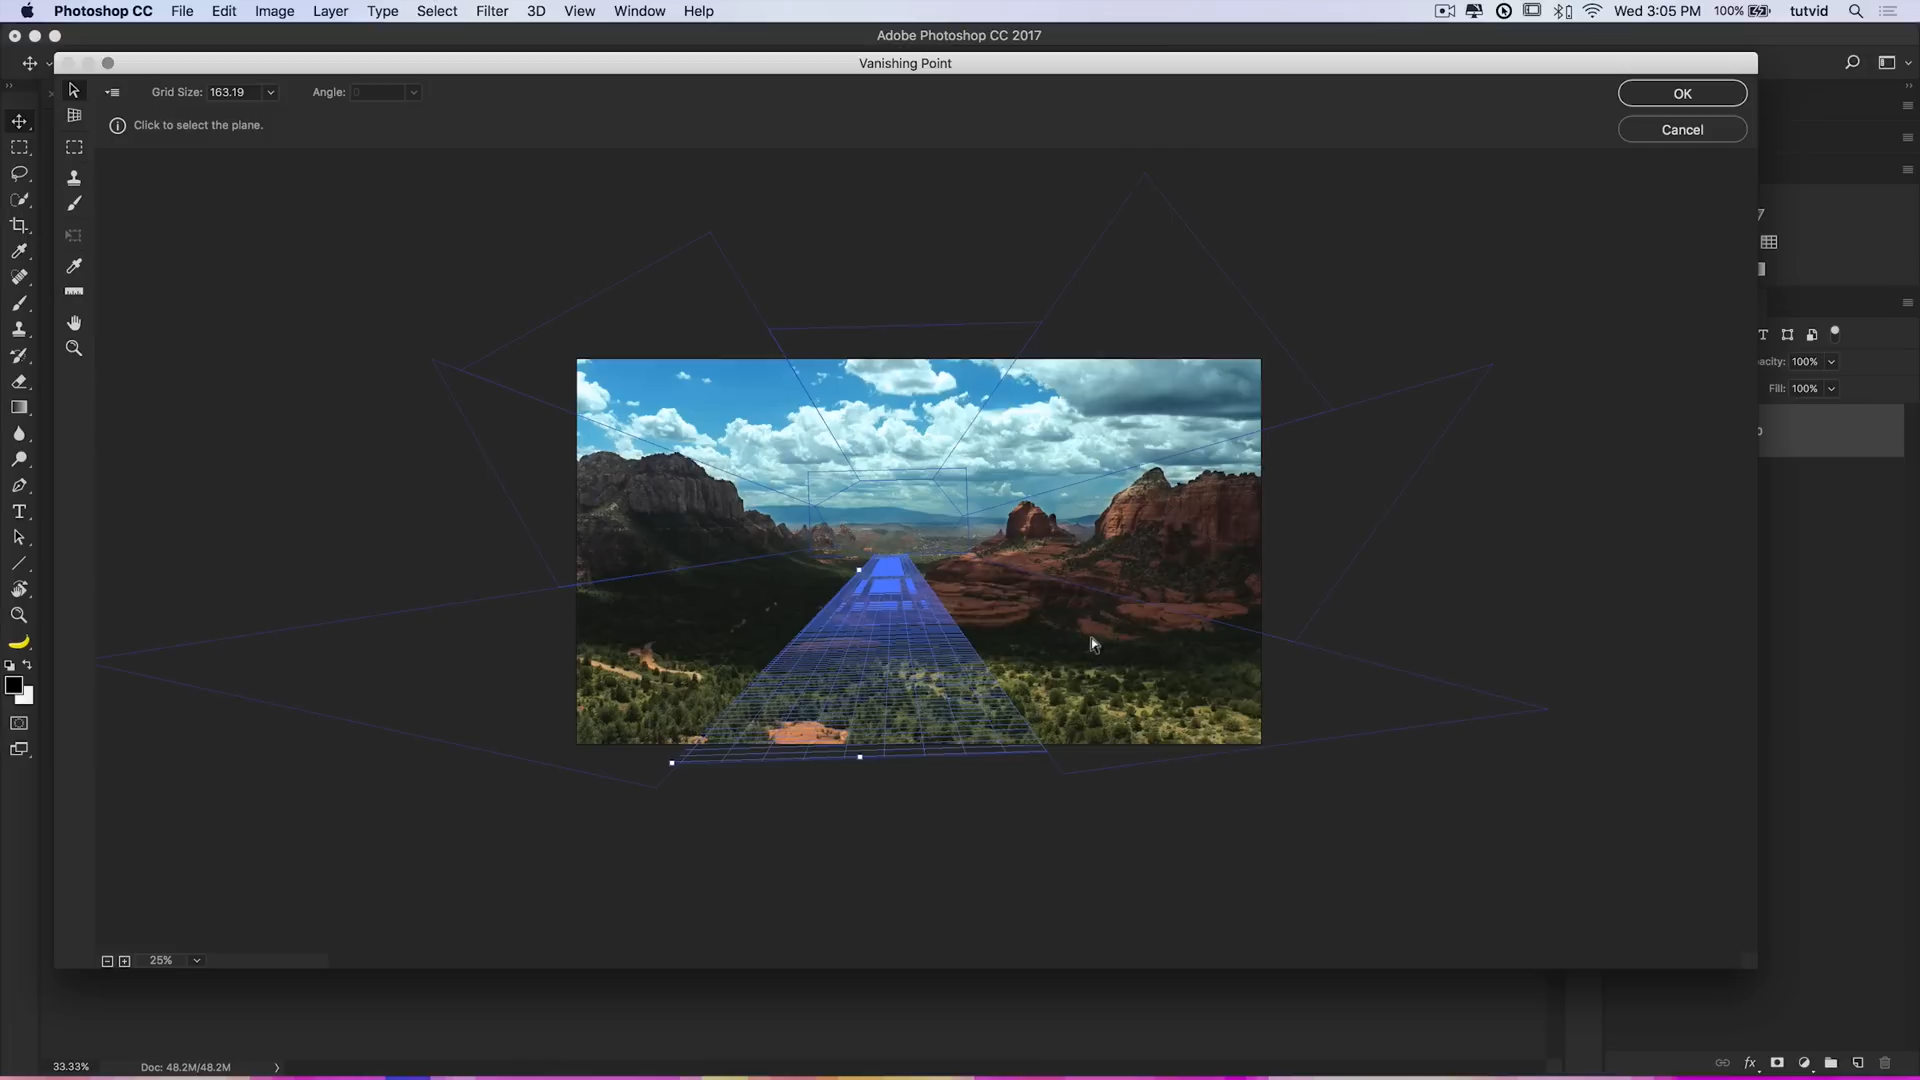 Photoshop CC File Edit Image Layer Type Select Filter 3D View Window Help Wed 3:05 PM 100% tutvid
Adobe Photoshop CC 2017
Vanishing Point
Grid Size: 163.19 Angle: 0 OK
Click to select the plane.
Cancel
acity: 100%
Fill: 100%
25%
33.33% Doc: 48.2M/48.2M
fx